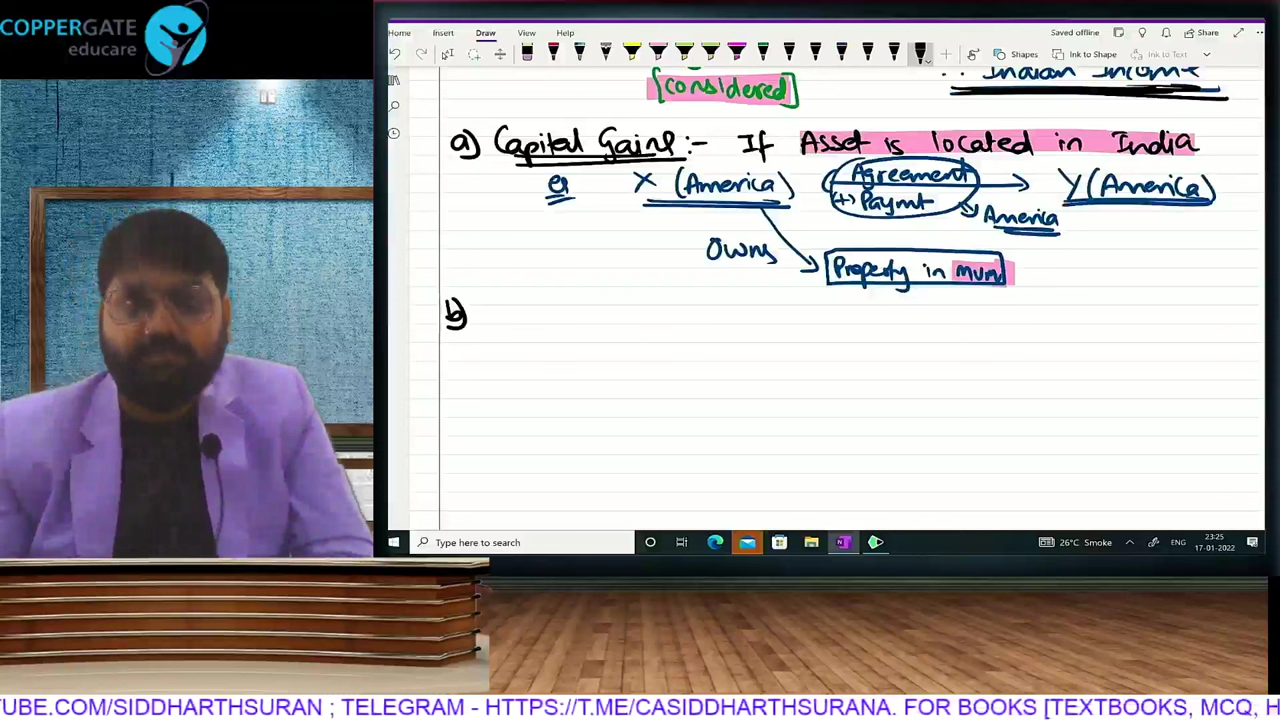 COPPERGATE
educare
Home Insert Draw View Help
Saved offline
Share
Shapes
Ink to Shape
Ink to Text
[considered]
∴ Indian Income
a) Capital Gains :- If Asset is located in India
eg X (America) Agreement Y (America)
(+) Paymt
America
Owns
Property in mum
b)
Type here to search
26°C Smoke
ENG
23:25
17-01-2022
TUBE.COM/SIDDHARTHSURAN ; TELEGRAM - HTTPS://T.ME/CASIDDHARTHSURANA. FOR BOOKS [TEXTBOOKS, MCQ, H